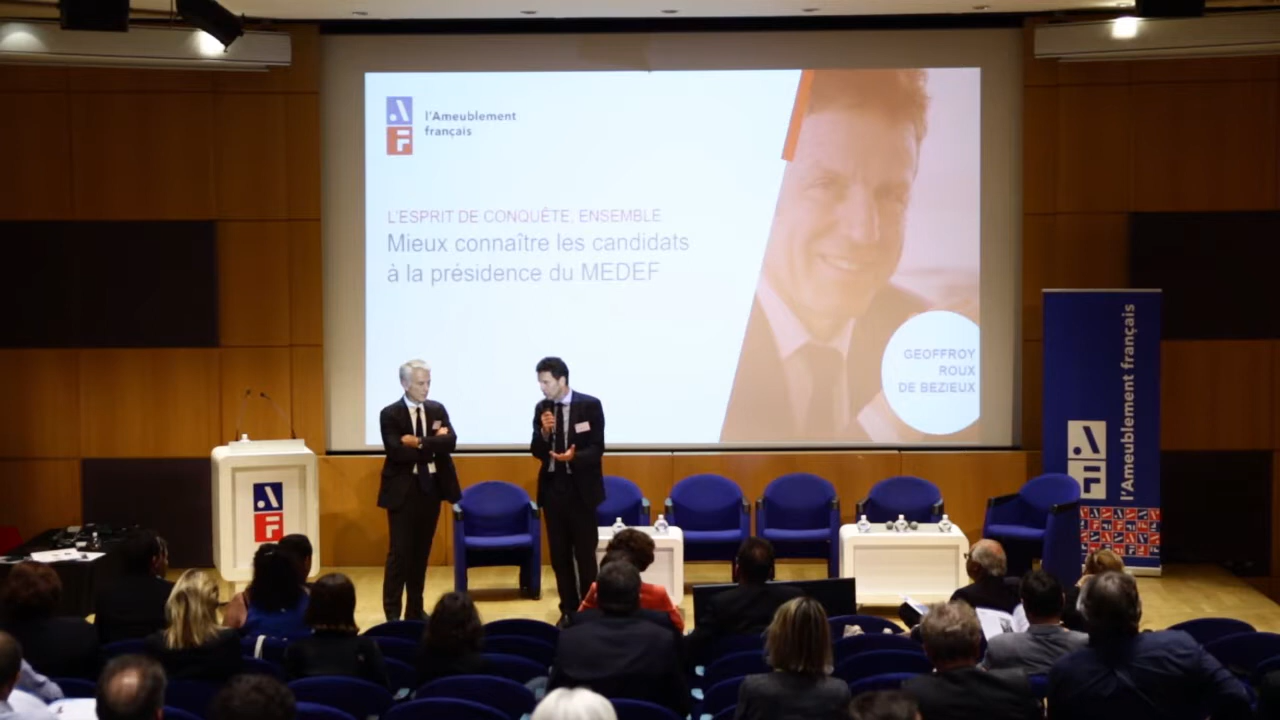 l'Ameublement
français
L'ESPRIT DE CONQUÊTE, ENSEMBLE
Mieux connaître les candidats
à la présidence du MEDEF
GEOFFROY
ROUX
DE BEZIEUX
l'Ameublement français